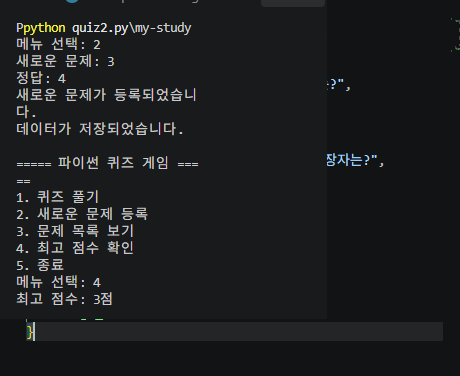 Ppython quiz2.py\my-study
메뉴 선택: 2
새로운 문제: 3
정답: 4
새로운 문제가 등록되었습니
다.
데이터가 저장되었습니다.
===== 파이썬 퀴즈 게임 ===
==
1. 퀴즈 풀기
2. 새로운 문제 등록
3. 문제 목록 보기
4. 최고 점수 확인
5. 종료
메뉴 선택: 4
최고 점수: 3점
?",
장자는?",
}